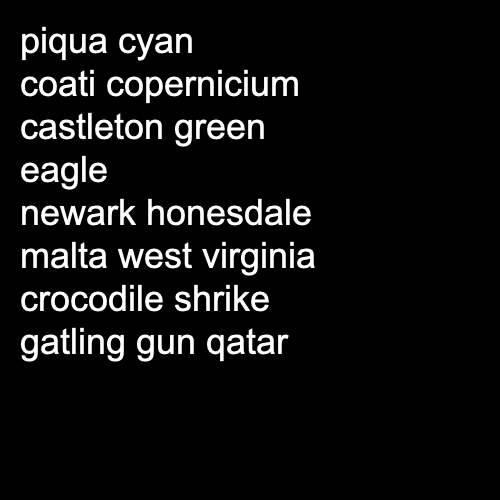 piqua cyan
coati copernicium
castleton green
eagle
newark honesdale
malta west virginia
crocodile shrike
gatling gun qatar